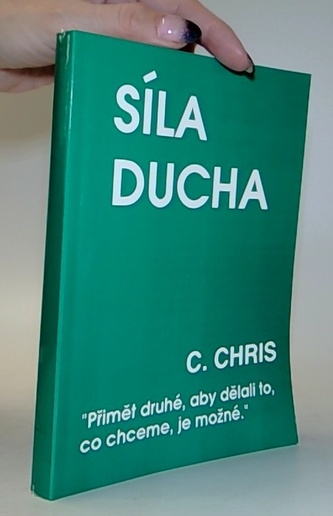 SÍLA
DUCHA
C. CHRIS
"Přimět druhé, aby dělali to,
co chceme, je možné."